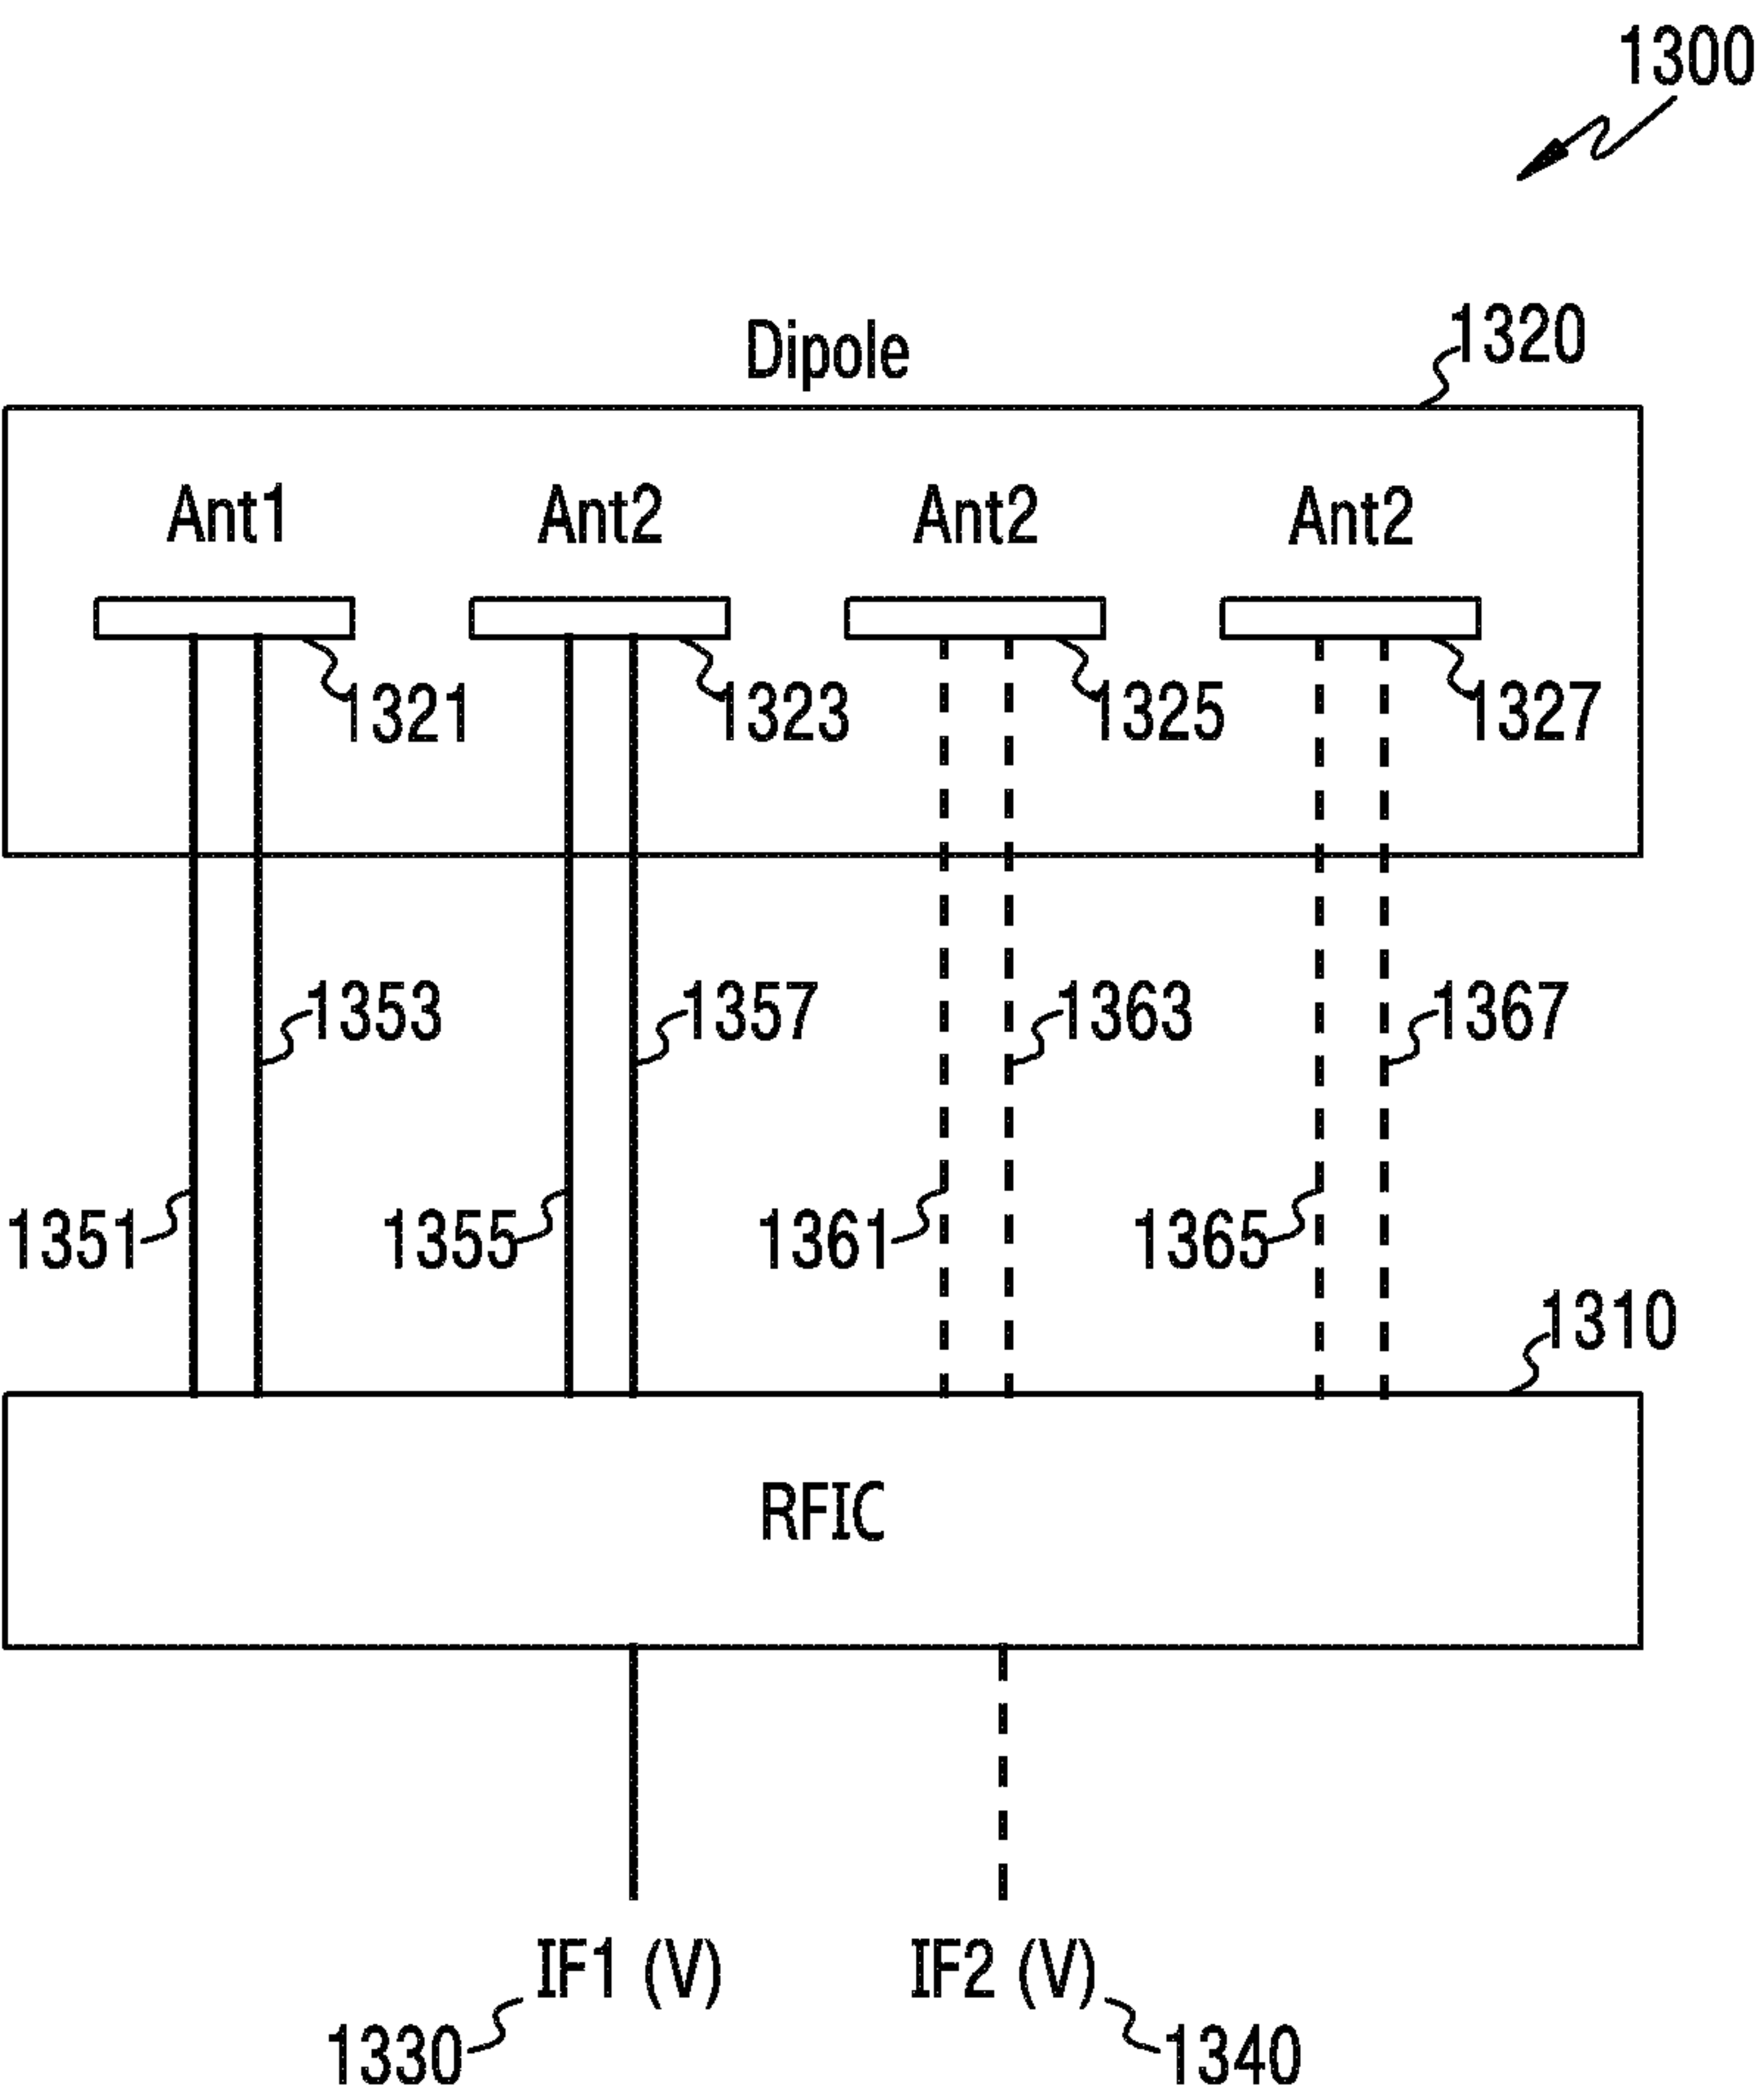 1300
Dipole
1320
Ant1 Ant2 Ant2 Ant2
1321 1323 1325 1327
1353 1357 1363 1367
1351 1355 1361 1365
1310
RFIC
IF1 (V) IF2 (V)
1330 1340